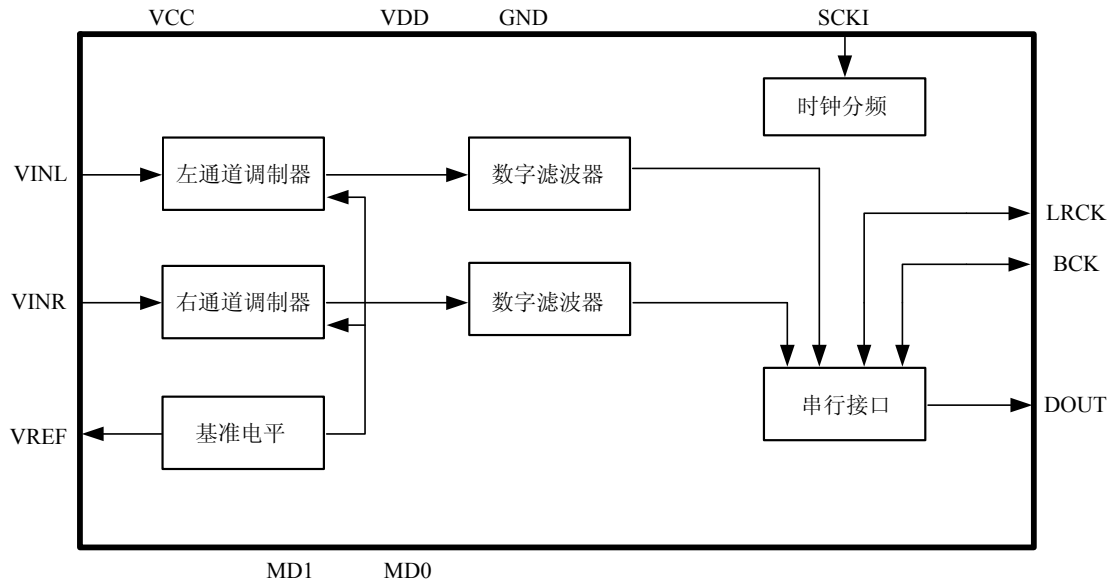 VCC
VDD
GND
SCKI
时钟分频
VINL
左通道调制器
数字滤波器
LRCK
BCK
VINR
右通道调制器
数字滤波器
串行接口
DOUT
VREF
基准电平
MD1
MD0